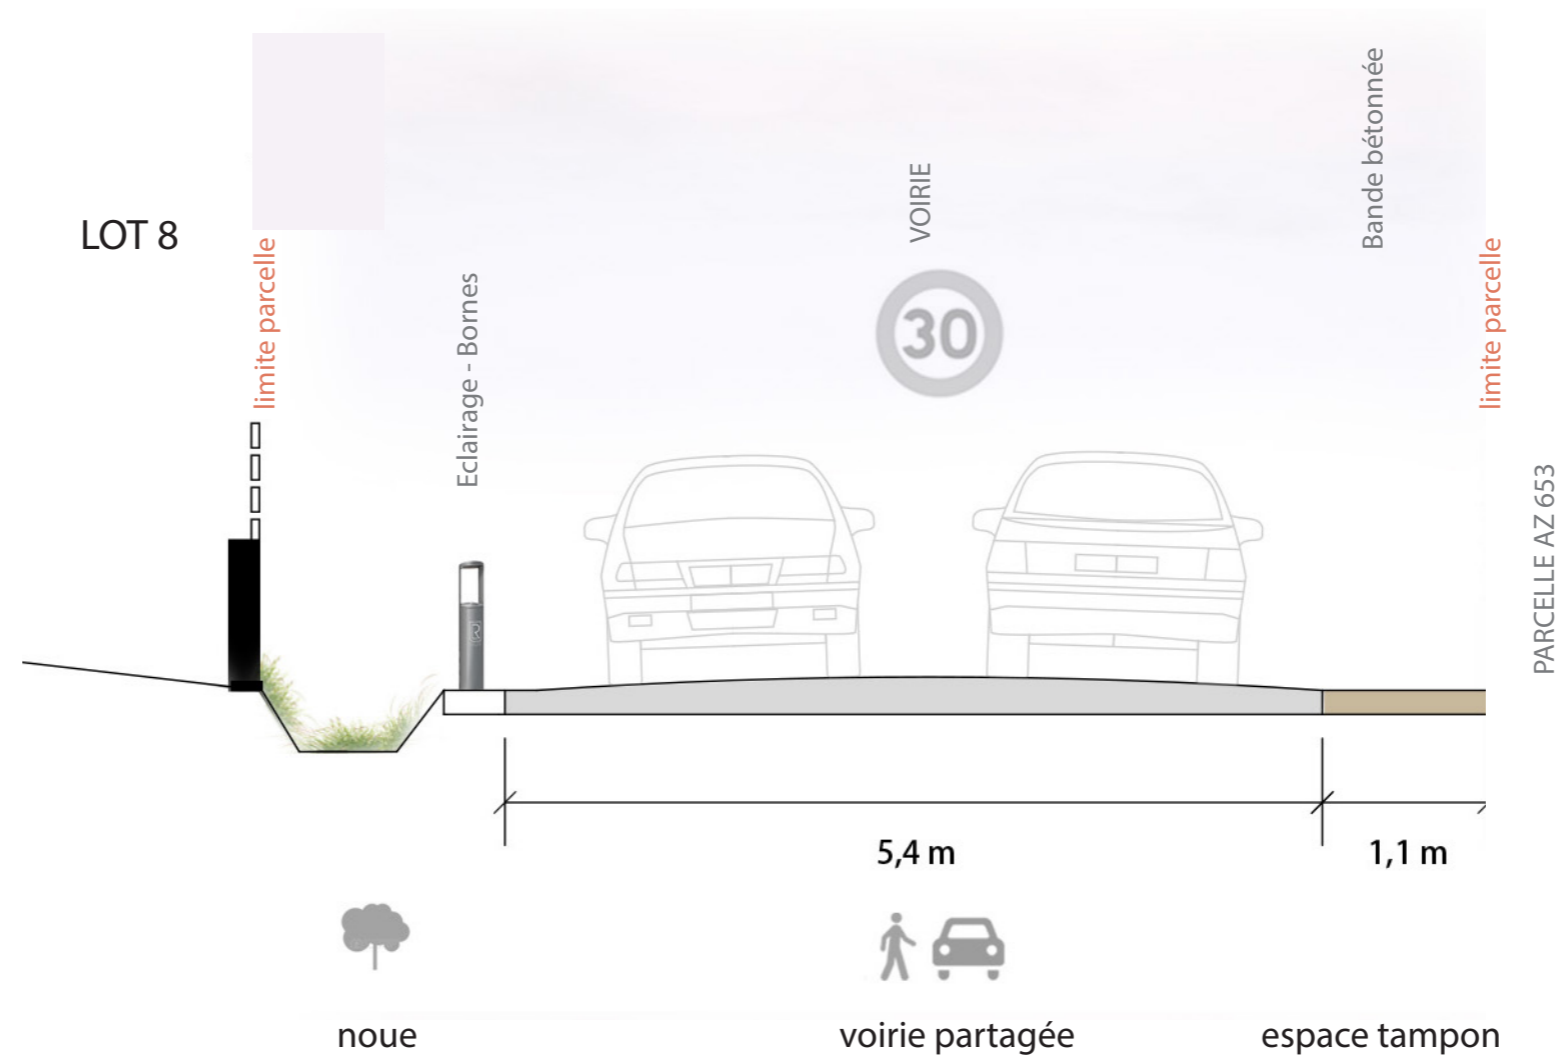 LOT 8
limite parcelle
Eclairage - Bornes
VOIRIE
30
Bande bétonnée
limite parcelle
PARCELLE AZ 653
5,4 m
1,1 m
noue
voirie partagée
espace tampon